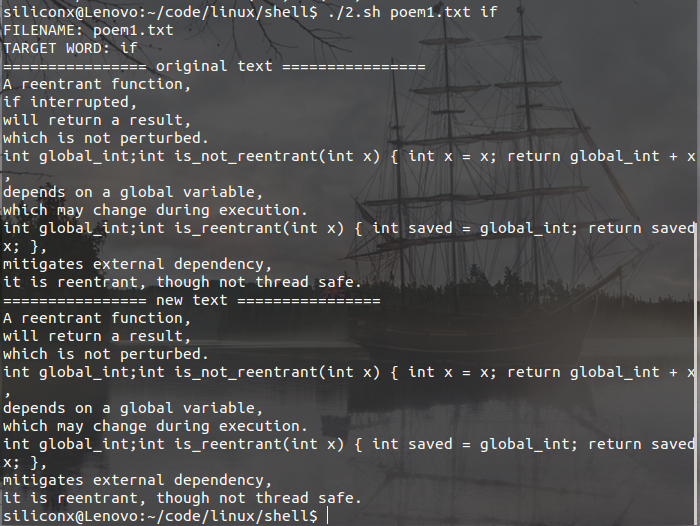 siliconx@Lenovo:~/code/linux/shell$ ./2.sh poem1.txt if
FILENAME: poem1.txt
TARGET WORD: if
================ original text ================
A reentrant function,
if interrupted,
will return a result,
which is not perturbed.
int global_int;int is_not_reentrant(int x) { int x = x; return global_int + x
,
depends on a global variable,
which may change during execution.
int global_int;int is_reentrant(int x) { int saved = global_int; return saved
x; },
mitigates external dependency,
it is reentrant, though not thread safe.
================ new text ================
A reentrant function,
will return a result,
which is not perturbed.
int global_int;int is_not_reentrant(int x) { int x = x; return global_int + x
,
depends on a global variable,
which may change during execution.
int global_int;int is_reentrant(int x) { int saved = global_int; return saved
x; },
mitigates external dependency,
it is reentrant, though not thread safe.
siliconx@Lenovo:~/code/linux/shell$